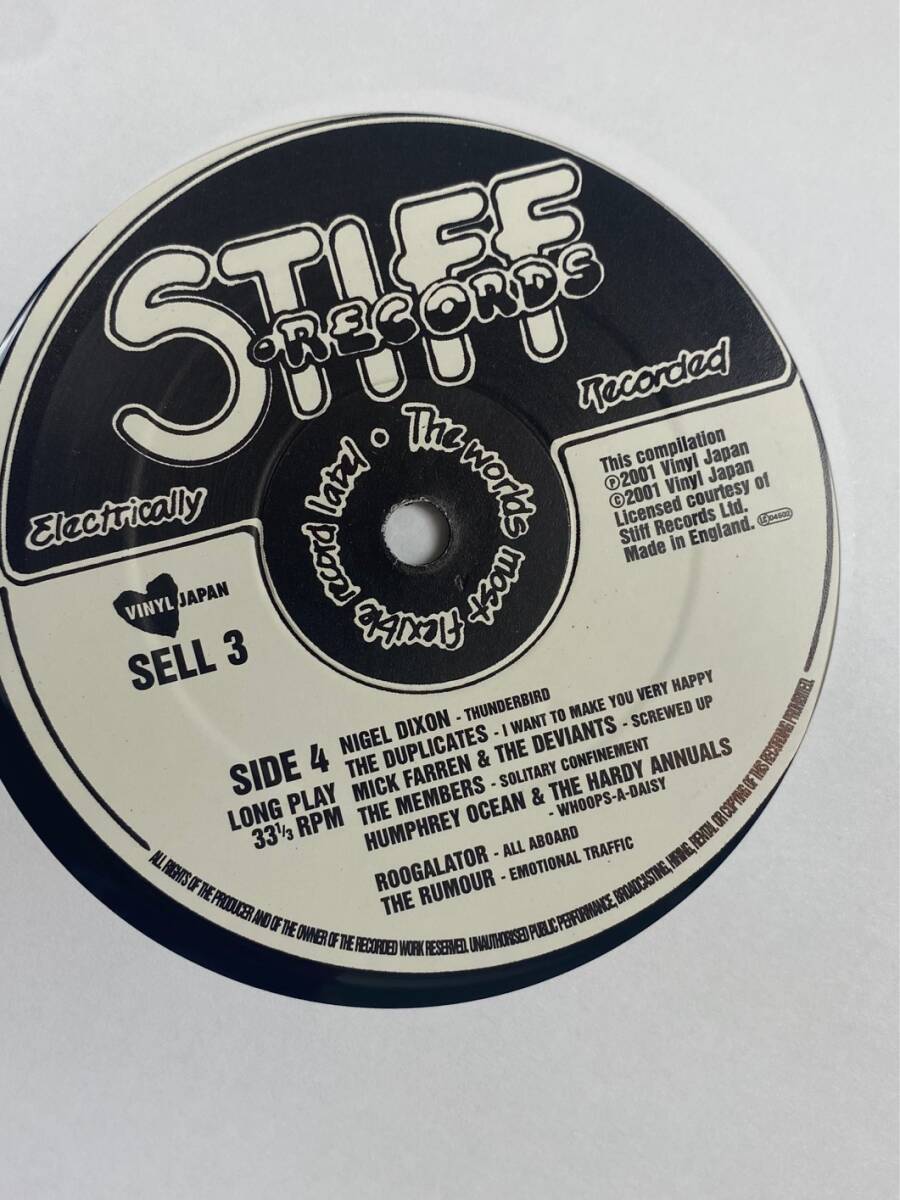 STIFF
•RECORDS
Electrically
Recorded
The worlds most flexible record label •
VINYL JAPAN
SELL 3
This compilation
Ⓟ2001 Vinyl Japan
©2001 Vinyl Japan
Licensed courtesy of
Stiff Records Ltd.
Made in England.
SIDE 4
LONG PLAY
33⅓ RPM
NIGEL DIXON - THUNDERBIRD
THE DUPLICATES - I WANT TO MAKE YOU VERY HAPPY
MICK FARREN & THE DEVIANTS - SCREWED UP
THE MEMBERS - SOLITARY CONFINEMENT
HUMPHREY OCEAN & THE HARDY ANNUALS
- WHOOPS-A-DAISY
ROOGALATOR - ALL ABOARD
THE RUMOUR - EMOTIONAL TRAFFIC
ALL RIGHTS OF THE PRODUCER AND OF THE OWNER OF THE RECORDED WORK RESERVED. UNAUTHORISED PUBLIC PERFORMANCE, BROADCASTING, HIRING, RENTAL OR COPYING OF THIS RECORDING PROHIBITED.